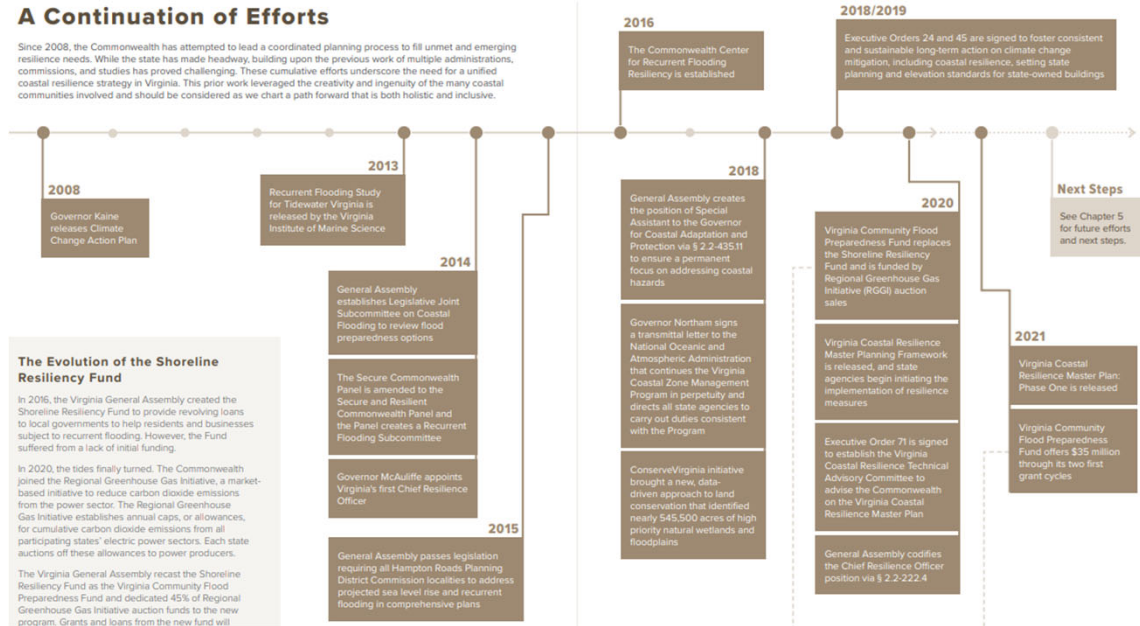 A Continuation of Efforts
Since 2008, the Commonwealth has attempted to lead a coordinated planning process to fill unmet and emerging
resilience needs. While the state has made headway, building upon the previous work of multiple administrations,
commissions, and studies has proved challenging. These cumulative efforts underscore the need for a unified
coastal resilience strategy in Virginia. This prior work leveraged the creativity and ingenuity of the many coastal
communities involved and should be considered as we chart a path forward that is both holistic and inclusive.
2008
Governor Kaine
releases Climate
Change Action Plan
2013
Recurrent Flooding Study
for Tidewater Virginia is
released by the Virginia
Institute of Marine Science
2014
General Assembly
establishes Legislative Joint
Subcommittee on Coastal
Flooding to review flood
preparedness options
The Secure Commonwealth
Panel is amended to the
Secure and Resilient
Commonwealth Panel and
the Panel creates a Recurrent
Flooding Subcommittee
Governor McAuliffe appoints
Virginia's first Chief Resilience
Officer
2015
General Assembly passes legislation
requiring all Hampton Roads Planning
District Commission localities to address
projected sea level rise and recurrent
flooding in comprehensive plans
The Evolution of the Shoreline
Resiliency Fund
In 2016, the Virginia General Assembly created the
Shoreline Resiliency Fund to provide revolving loans
to local governments to help residents and businesses
subject to recurrent flooding. However, the Fund
suffered from a lack of initial funding.
In 2020, the tides finally turned. The Commonwealth
joined the Regional Greenhouse Gas Initiative, a market-
based initiative to reduce carbon dioxide emissions
from the power sector. The Regional Greenhouse
Gas Initiative establishes annual caps, or allowances,
for cumulative carbon dioxide emissions from all
participating states' electric power sectors. Each state
auctions off these allowances to power producers.
The Virginia General Assembly recast the Shoreline
Resiliency Fund as the Virginia Community Flood
Preparedness Fund and dedicated 45% of Regional
Greenhouse Gas Initiative auction funds to the new
program. Grants and loans from the new fund will
2016
The Commonwealth Center
for Recurrent Flooding
Resiliency is established
2018
General Assembly creates
the position of Special
Assistant to the Governor
for Coastal Adaptation and
Protection via § 2.2-435.11
to ensure a permanent
focus on addressing coastal
hazards
Governor Northam signs
a transmittal letter to the
National Oceanic and
Atmospheric Administration
that continues the Virginia
Coastal Zone Management
Program in perpetuity and
directs all state agencies to
carry out duties consistent
with the Program
ConserveVirginia initiative
brought a new, data-
driven approach to land
conservation that identified
nearly 545,500 acres of high
priority natural wetlands and
floodplains
2018/2019
Executive Orders 24 and 45 are signed to foster consistent
and sustainable long-term action on climate change
mitigation, including coastal resilience, setting state
planning and elevation standards for state-owned buildings
2020
Virginia Community Flood
Preparedness Fund replaces
the Shoreline Resiliency
Fund and is funded by
Regional Greenhouse Gas
Initiative (RGGI) auction
sales
Virginia Coastal Resilience
Master Planning Framework
is released, and state
agencies begin initiating the
implementation of resilience
measures
Executive Order 71 is signed
to establish the Virginia
Coastal Resilience Technical
Advisory Committee to
advise the Commonwealth
on the Virginia Coastal
Resilience Master Plan
General Assembly codifies
the Chief Resilience Officer
position via § 2.2-222.4
2021
Virginia Coastal
Resilience Master Plan:
Phase One is released
Virginia Community
Flood Preparedness
Fund offers $35 million
through its two first
grant cycles
Next Steps
See Chapter 5
for future efforts
and next steps.